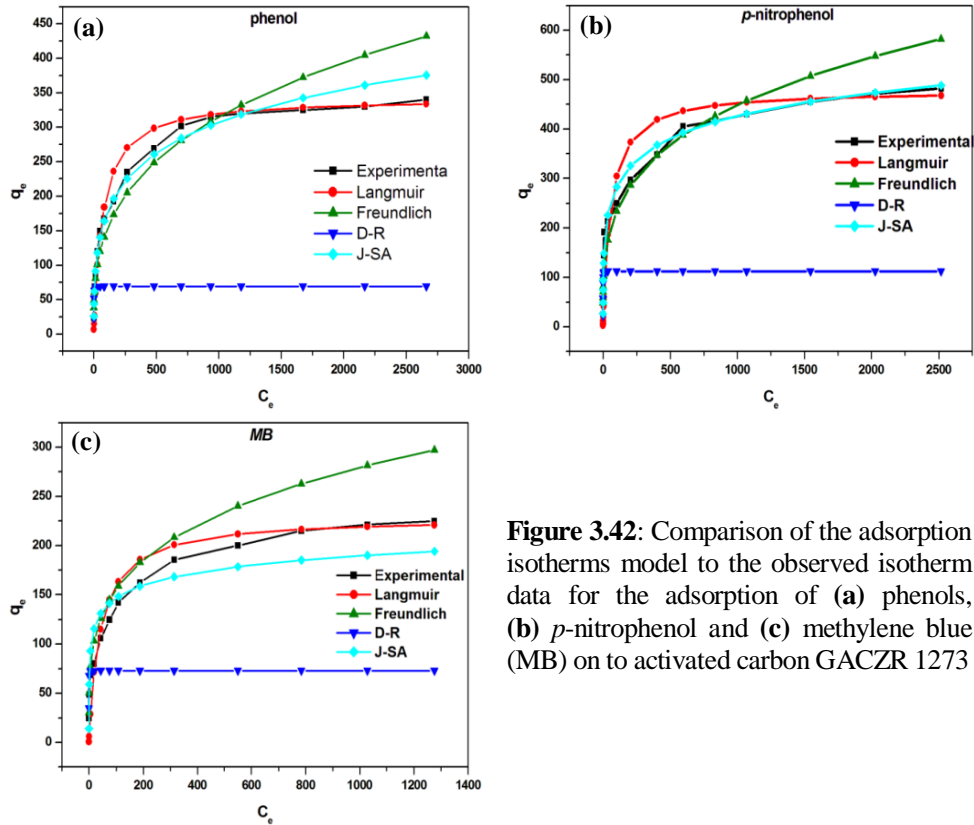 (a)
phenol
450
400
350
300
250
200
150
100
50
0
qe
Experimenta
Langmuir
Freundlich
D-R
J-SA
0
500
1000
1500
2000
2500
3000
Ce
(b)
p-nitrophenol
600
500
400
300
200
100
0
qe
Experimental
Langmuir
Freundlich
D-R
J-SA
0
500
1000
1500
2000
2500
Ce
(c)
MB
300
250
200
150
100
50
0
qe
Experimental
Langmuir
Freundlich
D-R
J-SA
0
200
400
600
800
1000
1200
1400
Ce
Figure 3.42: Comparison of the adsorption
isotherms model to the observed isotherm
data for the adsorption of (a) phenols,
(b) p-nitrophenol and (c) methylene blue
(MB) on to activated carbon GACZR 1273